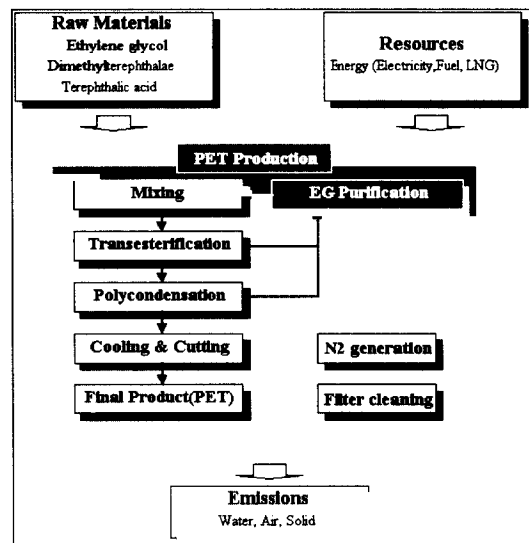 Raw Materials
Ethylene glycol
Dimethylterephthalae
Terephthalic acid
Resources
Energy (Electricity,Fuel, LNG)
PET Production
Mixing
EG Purification
Transesterification
Polycondensation
Cooling & Cutting
N2 generation
Final Product(PET)
Filter cleaning
Emissions
Water, Air, Solid